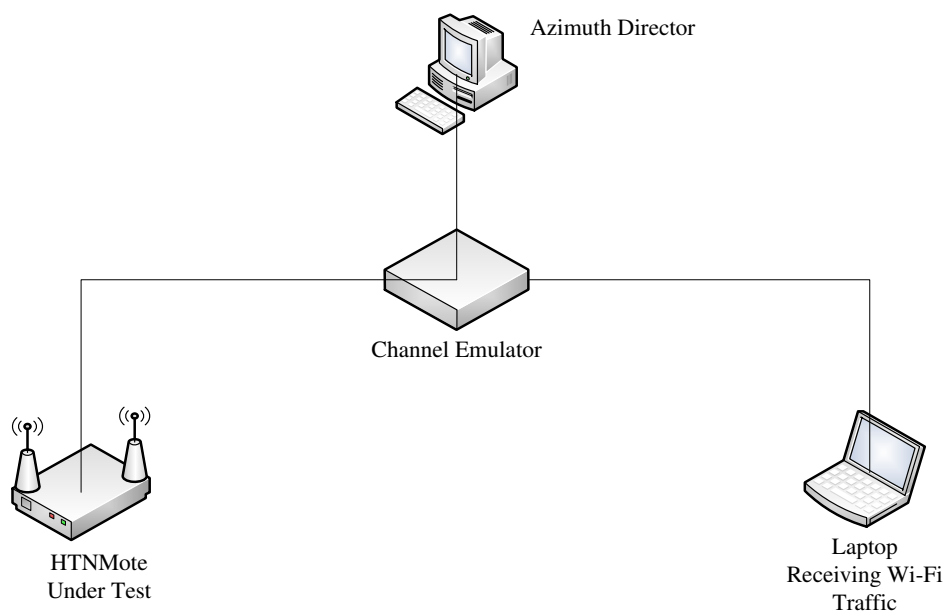 Azimuth Director
Channel Emulator
HTNMote
Under Test
Laptop
Receiving Wi-Fi
Traffic